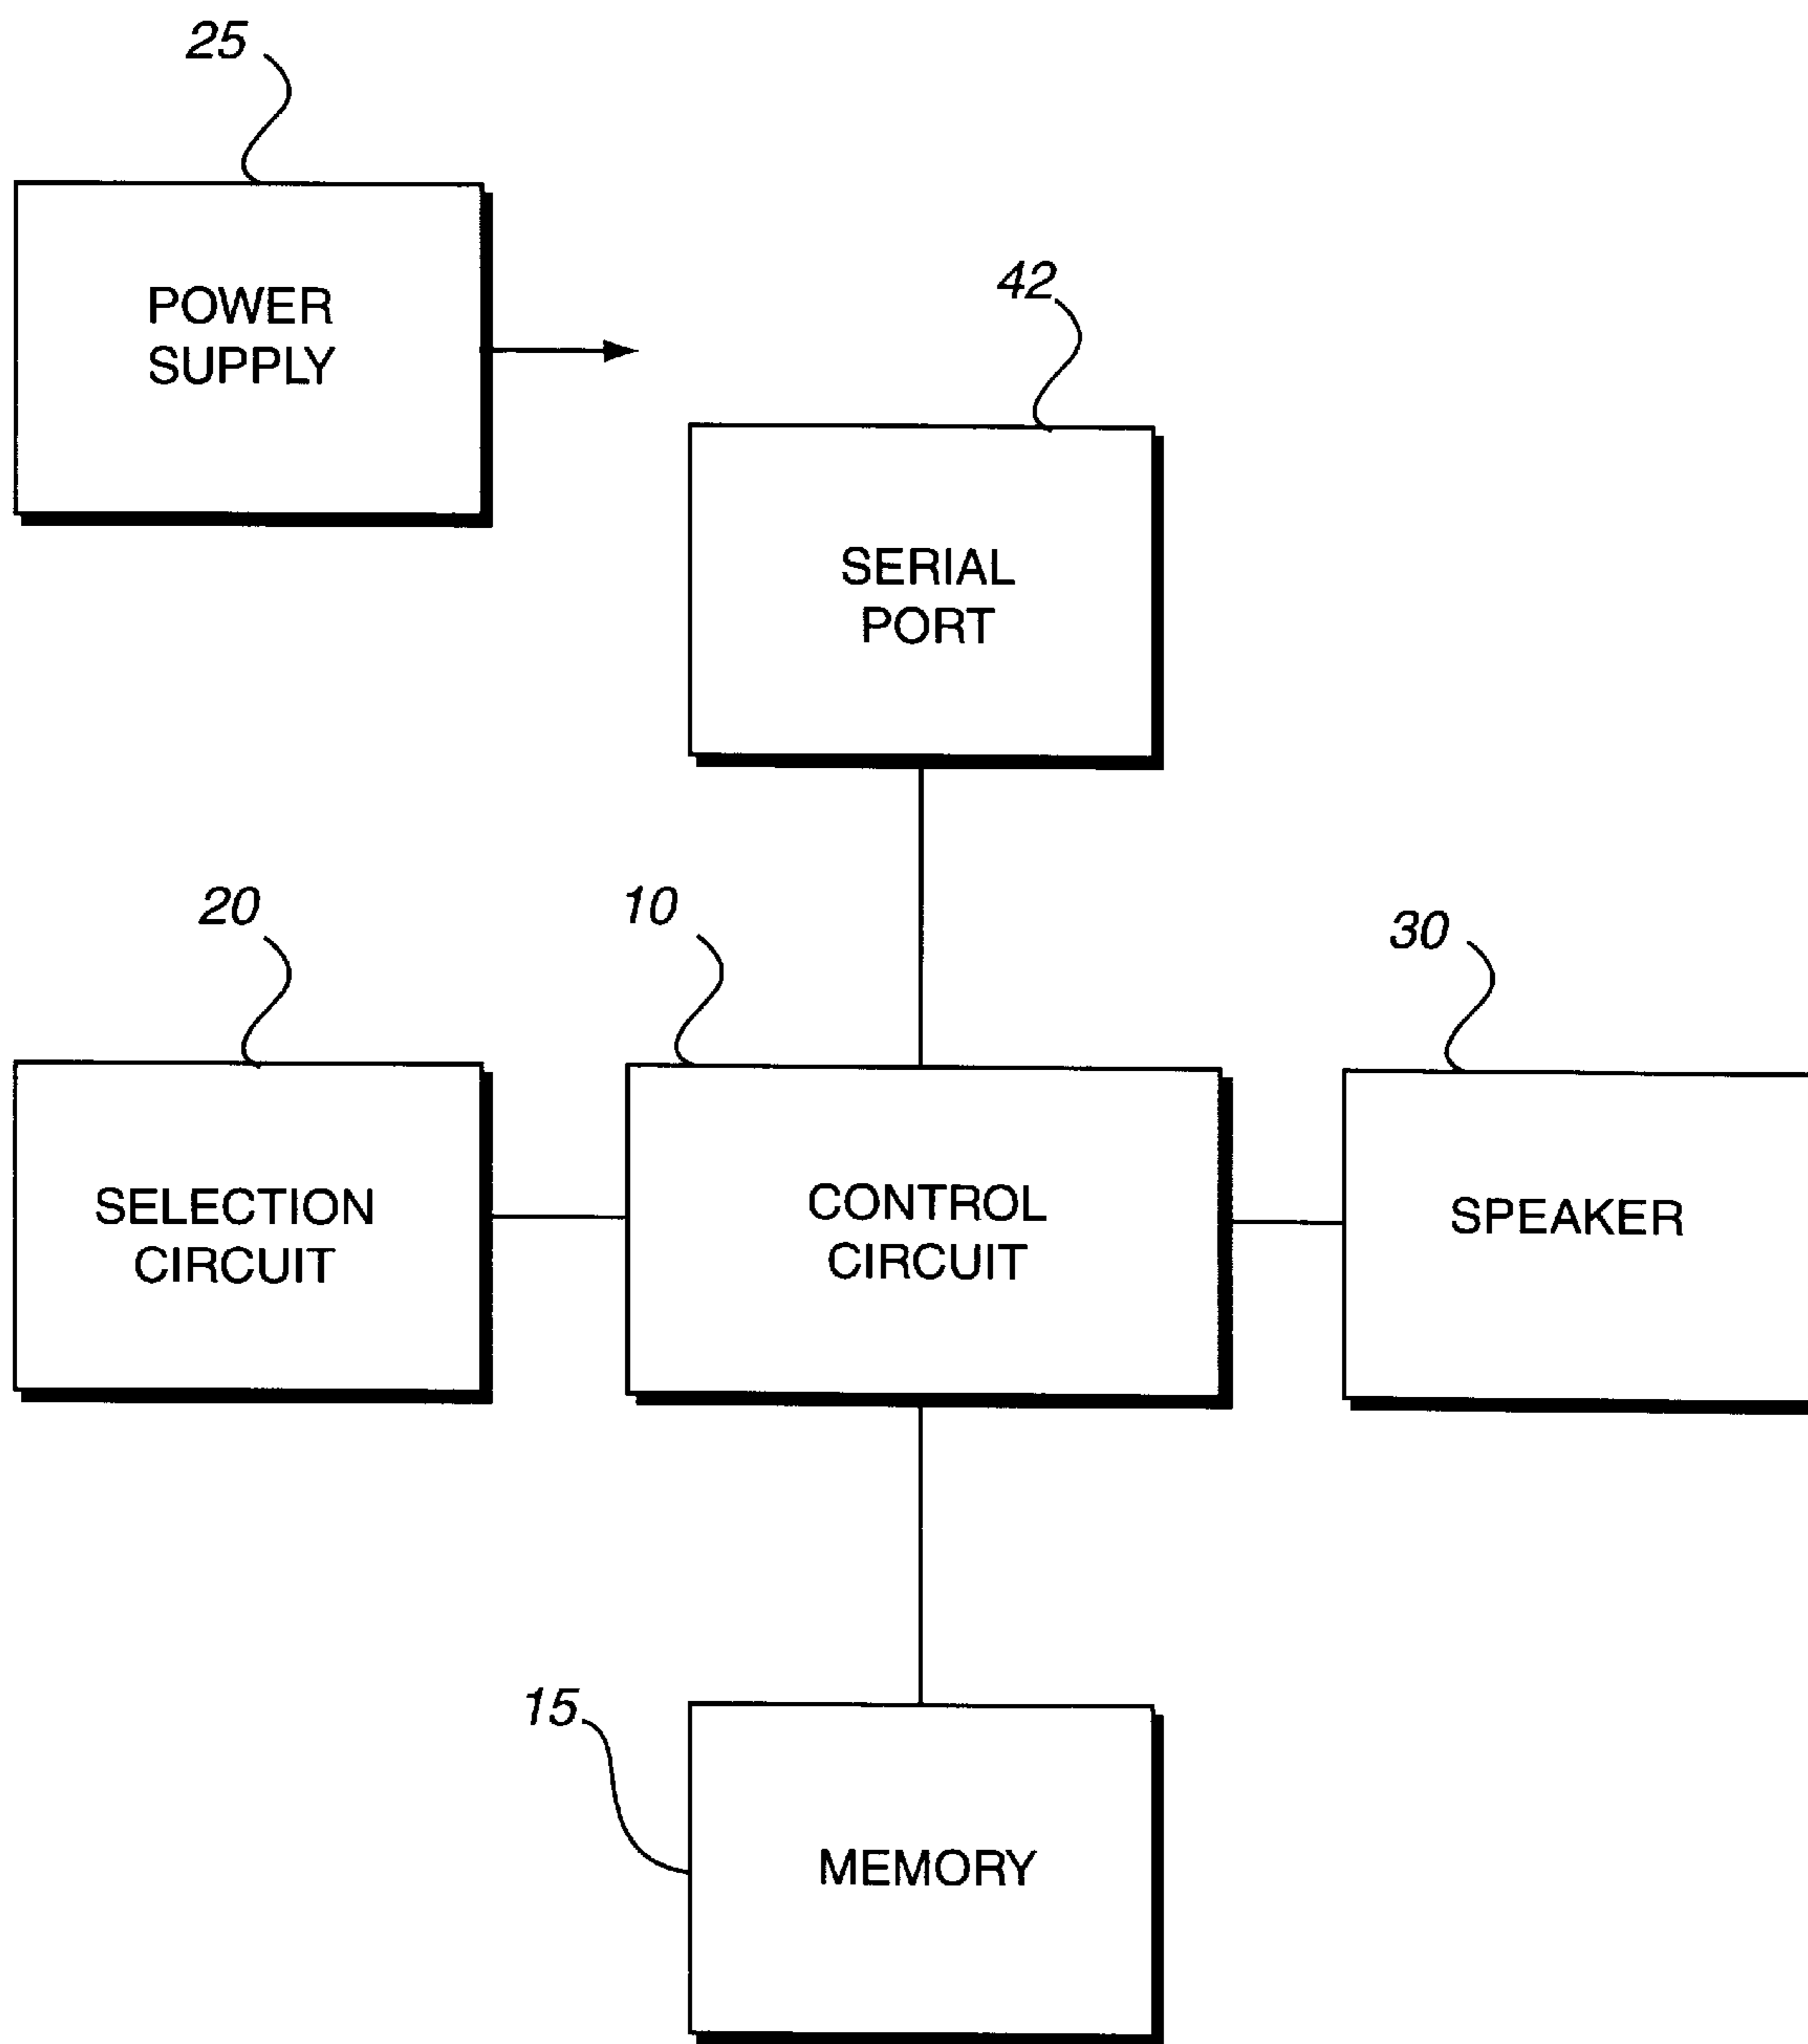 25
POWER
SUPPLY
42
SERIAL
PORT
20
10
30
SELECTION
CIRCUIT
CONTROL
CIRCUIT
SPEAKER
15
MEMORY